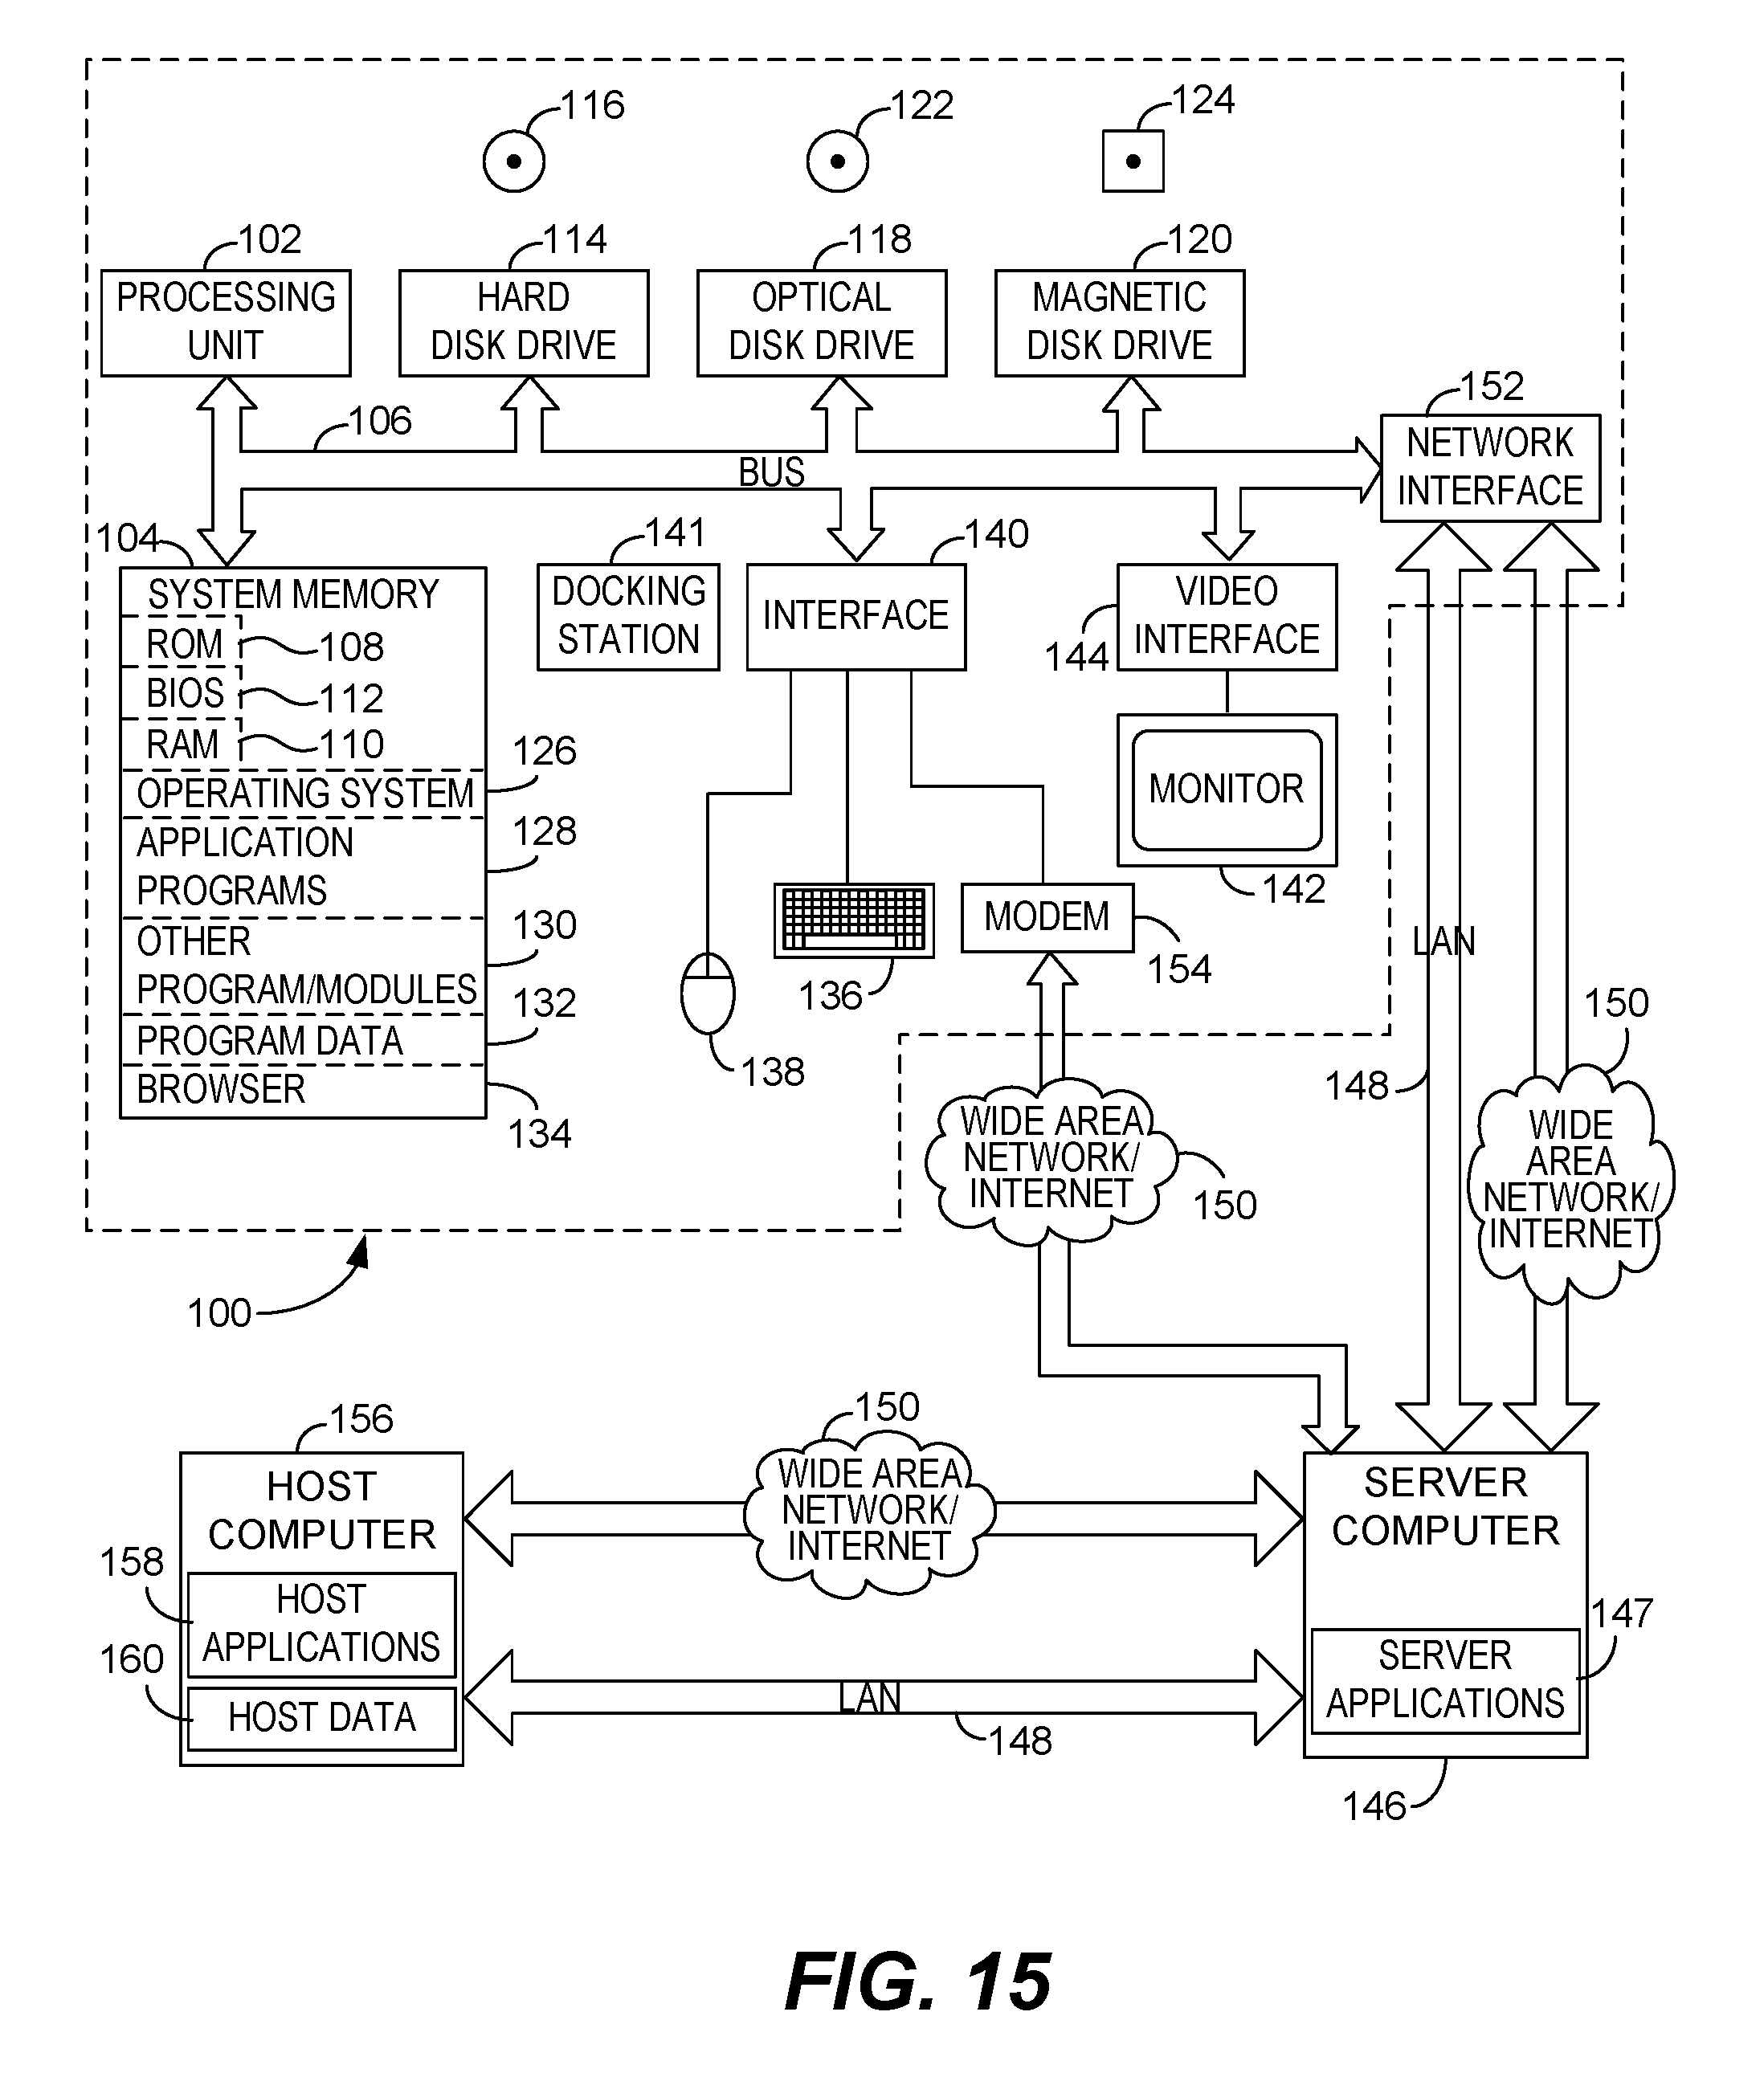 116
122
124
102
114
118
120
PROCESSING
UNIT
HARD
DISK DRIVE
OPTICAL
DISK DRIVE
MAGNETIC
DISK DRIVE
152
106
NETWORK
INTERFACE
BUS
104
141
140
SYSTEM MEMORY
ROM
108
BIOS
112
RAM
110
DOCKING
STATION
INTERFACE
VIDEO
INTERFACE
144
126
OPERATING SYSTEM
MONITOR
128
APPLICATION
PROGRAMS
142
130
OTHER
PROGRAM/MODULES
MODEM
154
136
LAN
132
PROGRAM DATA
138
148
150
BROWSER
134
WIDE AREA
NETWORK/
INTERNET
150
WIDE
AREA
NETWORK/
INTERNET
100
156
150
HOST
COMPUTER
WIDE AREA
NETWORK/
INTERNET
SERVER
COMPUTER
158
HOST
APPLICATIONS
147
160
HOST DATA
LAN
148
SERVER
APPLICATIONS
146
FIG. 15